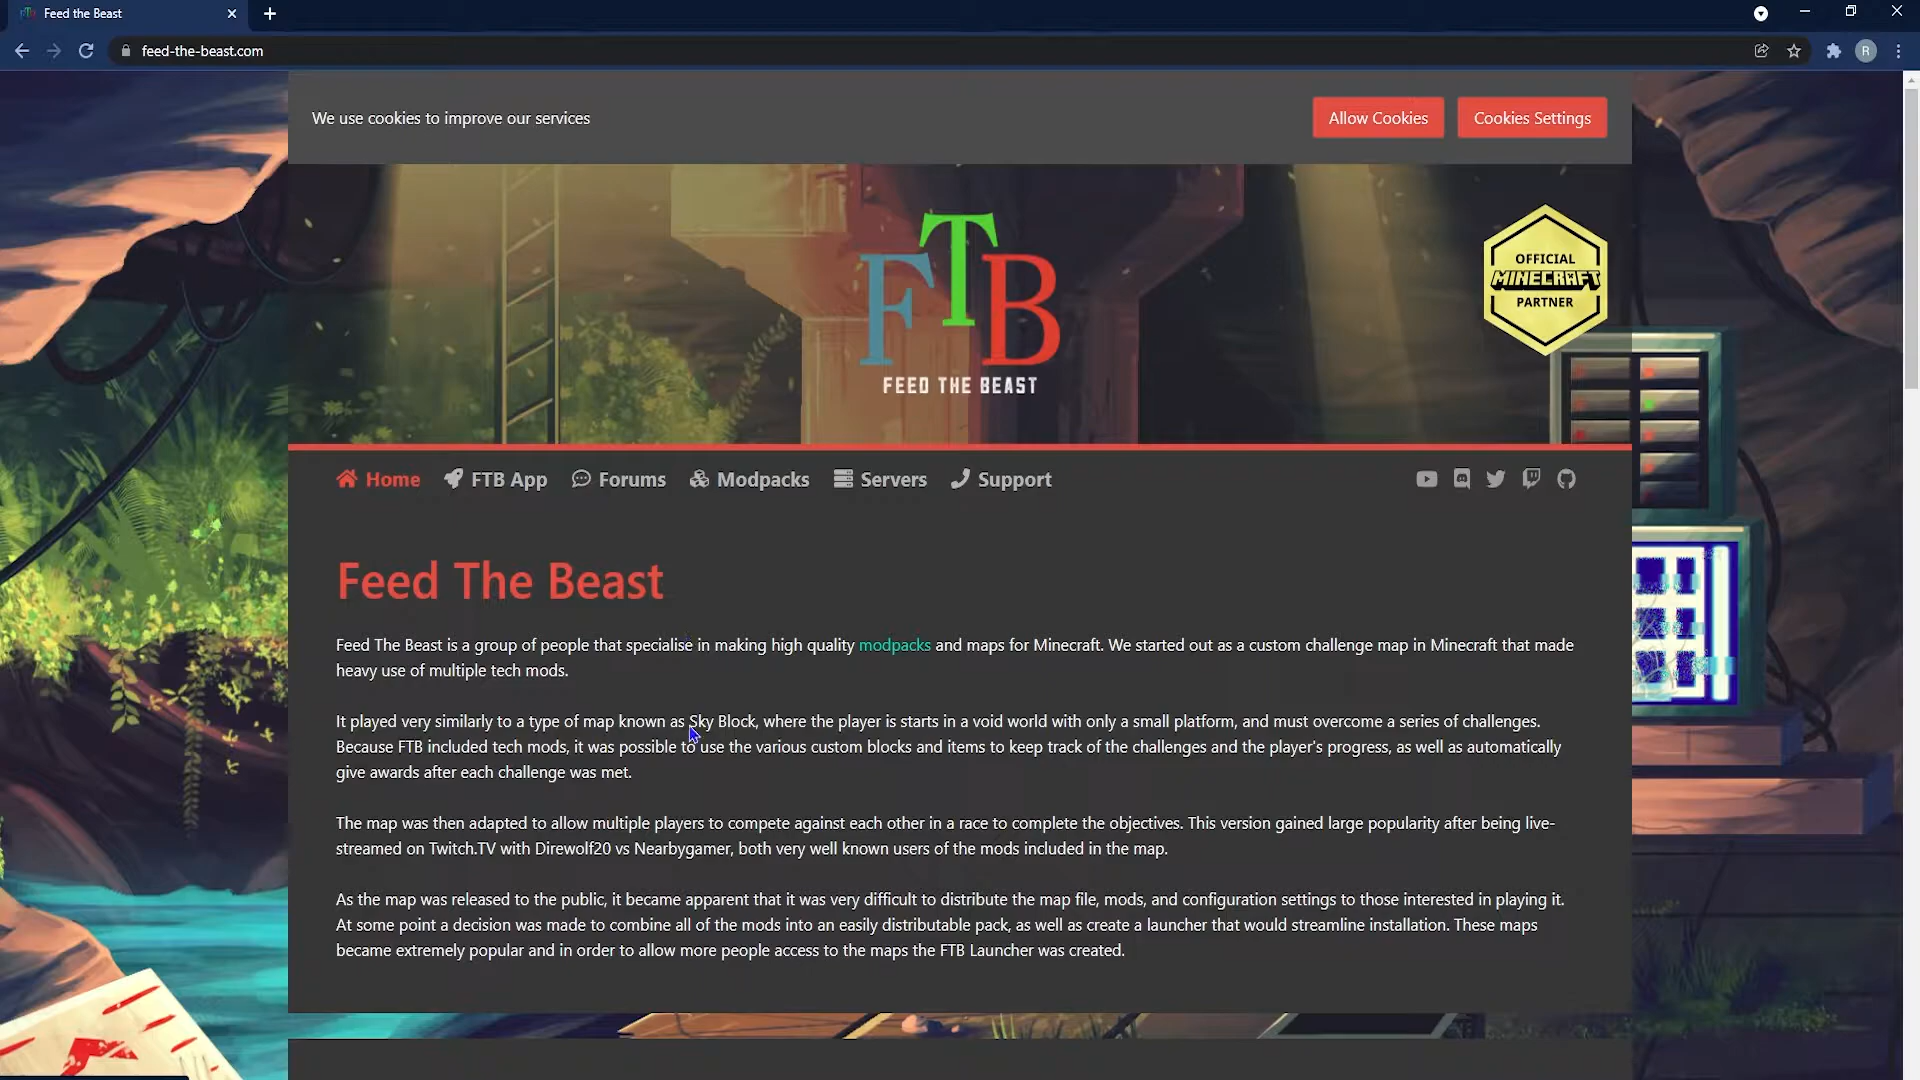 Feed the Beast
feed-the-beast.com
R
We use cookies to improve our services
Allow Cookies
Cookies Settings
FTB
FEED THE BEAST
OFFICIAL
MINECRAFT
PARTNER
Home
FTB App
Forums
Modpacks
Servers
Support
Feed The Beast
Feed The Beast is a group of people that specialise in making high quality modpacks and maps for Minecraft. We started out as a custom challenge map in Minecraft that made
heavy use of multiple tech mods.
It played very similarly to a type of map known as Sky Block, where the player is starts in a void world with only a small platform, and must overcome a series of challenges.
Because FTB included tech mods, it was possible to use the various custom blocks and items to keep track of the challenges and the player's progress, as well as automatically
give awards after each challenge was met.
The map was then adapted to allow multiple players to compete against each other in a race to complete the objectives. This version gained large popularity after being live-
streamed on Twitch.TV with Direwolf20 vs Nearbygamer, both very well known users of the mods included in the map.
As the map was released to the public, it became apparent that it was very difficult to distribute the map file, mods, and configuration settings to those interested in playing it.
At some point a decision was made to combine all of the mods into an easily distributable pack, as well as create a launcher that would streamline installation. These maps
became extremely popular and in order to allow more people access to the maps the FTB Launcher was created.